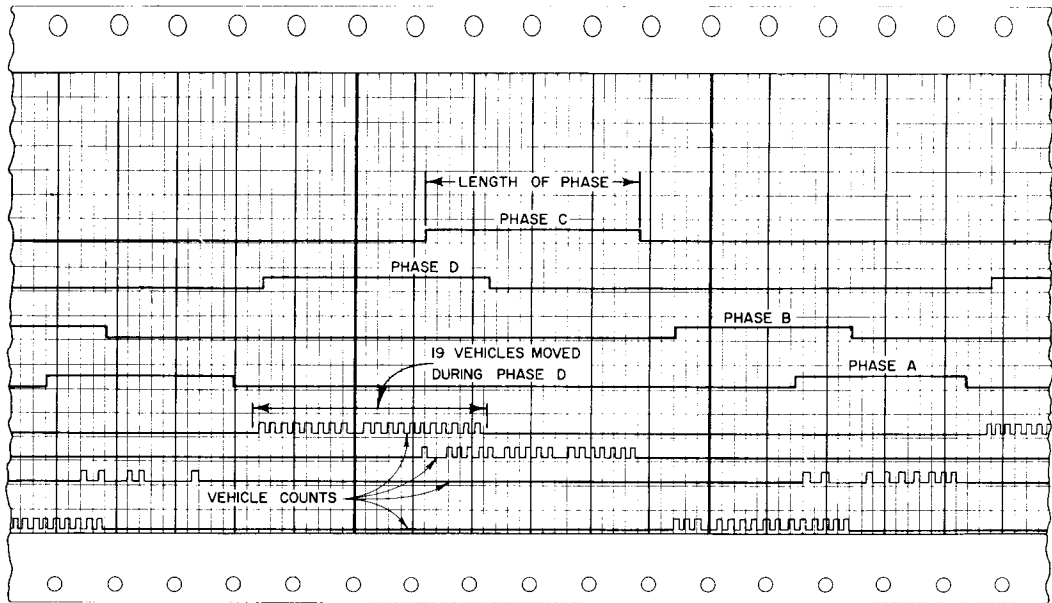 LENGTH OF PHASE
PHASE C
PHASE D
PHASE B
19 VEHICLES MOVED
DURING PHASE D
PHASE A
VEHICLE COUNTS